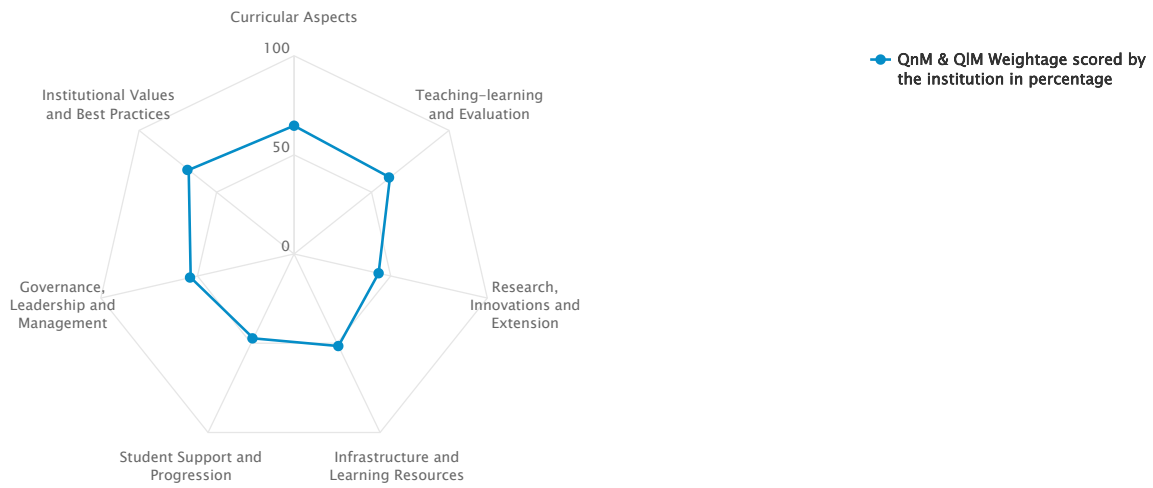 Curricular Aspects
100
Institutional Values
and Best Practices
Teaching-learning
and Evaluation
50
0
Governance,
Leadership and
Management
Research,
Innovations and
Extension
Student Support and
Progression
Infrastructure and
Learning Resources
QnM & QlM Weightage scored by
the institution in percentage